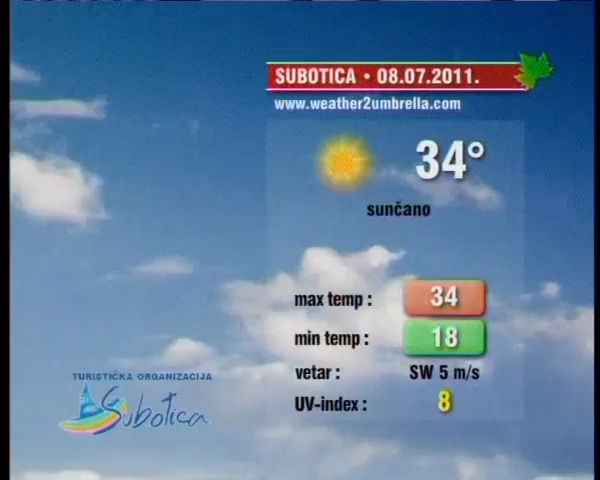 SUBOTICA • 08.07.2011.
www.weather2umbrella.com
34°
sunčano
max temp : 34
min temp : 18
vetar : SW 5 m/s
UV-index : 8
TURISTIČKA ORGANIZACIJA
Subotica